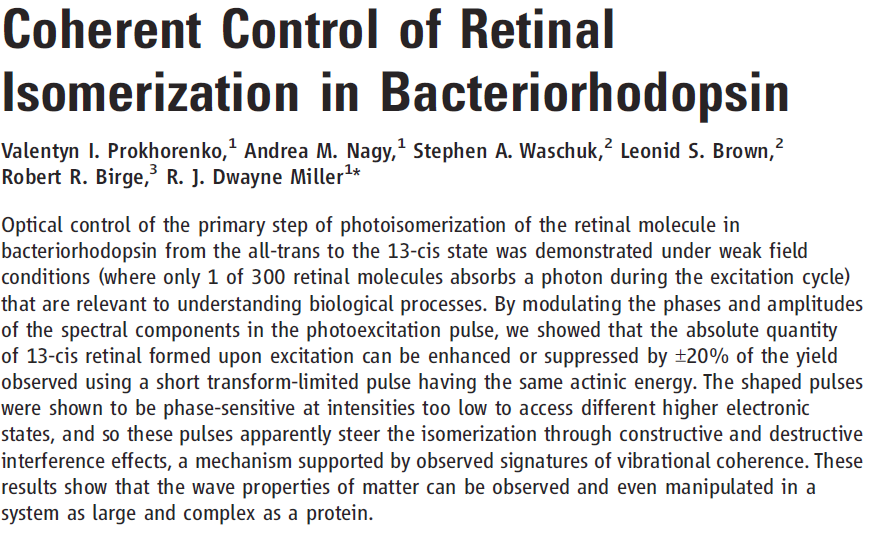 Coherent Control of Retinal
Isomerization in Bacteriorhodopsin
Valentyn I. Prokhorenko,1 Andrea M. Nagy,1 Stephen A. Waschuk,2 Leonid S. Brown,2
Robert R. Birge,3 R. J. Dwayne Miller1*
Optical control of the primary step of photoisomerization of the retinal molecule in
bacteriorhodopsin from the all-trans to the 13-cis state was demonstrated under weak field
conditions (where only 1 of 300 retinal molecules absorbs a photon during the excitation cycle)
that are relevant to understanding biological processes. By modulating the phases and amplitudes
of the spectral components in the photoexcitation pulse, we showed that the absolute quantity
of 13-cis retinal formed upon excitation can be enhanced or suppressed by ±20% of the yield
observed using a short transform-limited pulse having the same actinic energy. The shaped pulses
were shown to be phase-sensitive at intensities too low to access different higher electronic
states, and so these pulses apparently steer the isomerization through constructive and destructive
interference effects, a mechanism supported by observed signatures of vibrational coherence. These
results show that the wave properties of matter can be observed and even manipulated in a
system as large and complex as a protein.